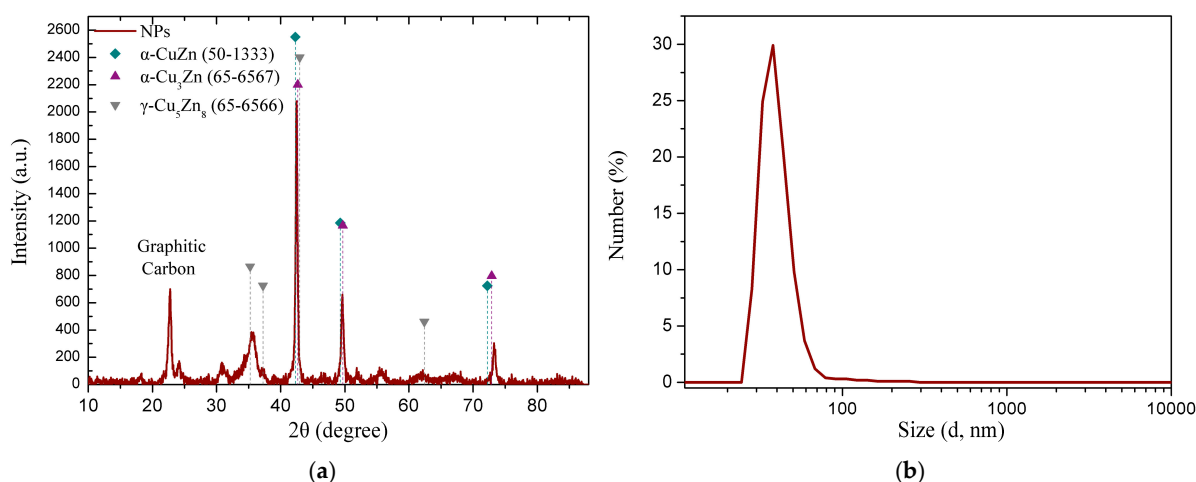 NPs
α-CuZn (50-1333)
α-Cu₃Zn (65-6567)
γ-Cu₅Zn₈ (65-6566)
Graphitic
Carbon
Intensity (a.u.)
2600
2400
2200
2000
1800
1600
1400
1200
1000
800
600
400
200
0
10 20 30 40 50 60 70 80
2θ (degree)
(a)
Number (%)
30
25
20
15
10
5
0
100 1000 10000
Size (d, nm)
(b)